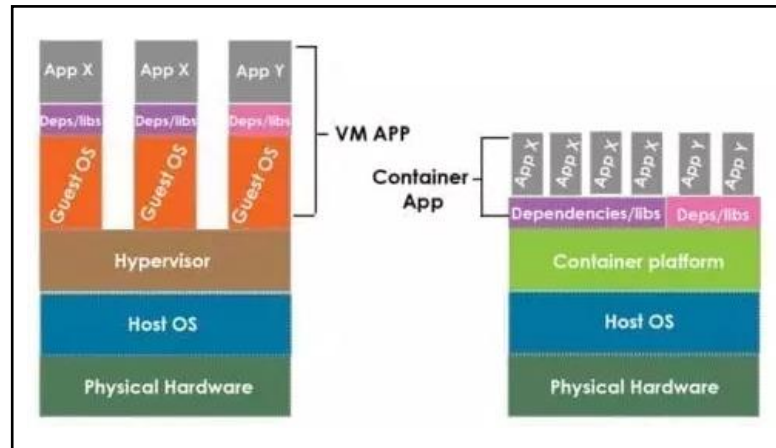 App X
App X
App Y
Deps/libs
Deps/libs
Deps/libs
Guest OS
Guest OS
Guest OS
VM APP
Hypervisor
Host OS
Physical Hardware
Container
App
App X
App X
App X
App X
App Y
App Y
Dependencies/libs
Deps/libs
Container platform
Host OS
Physical Hardware